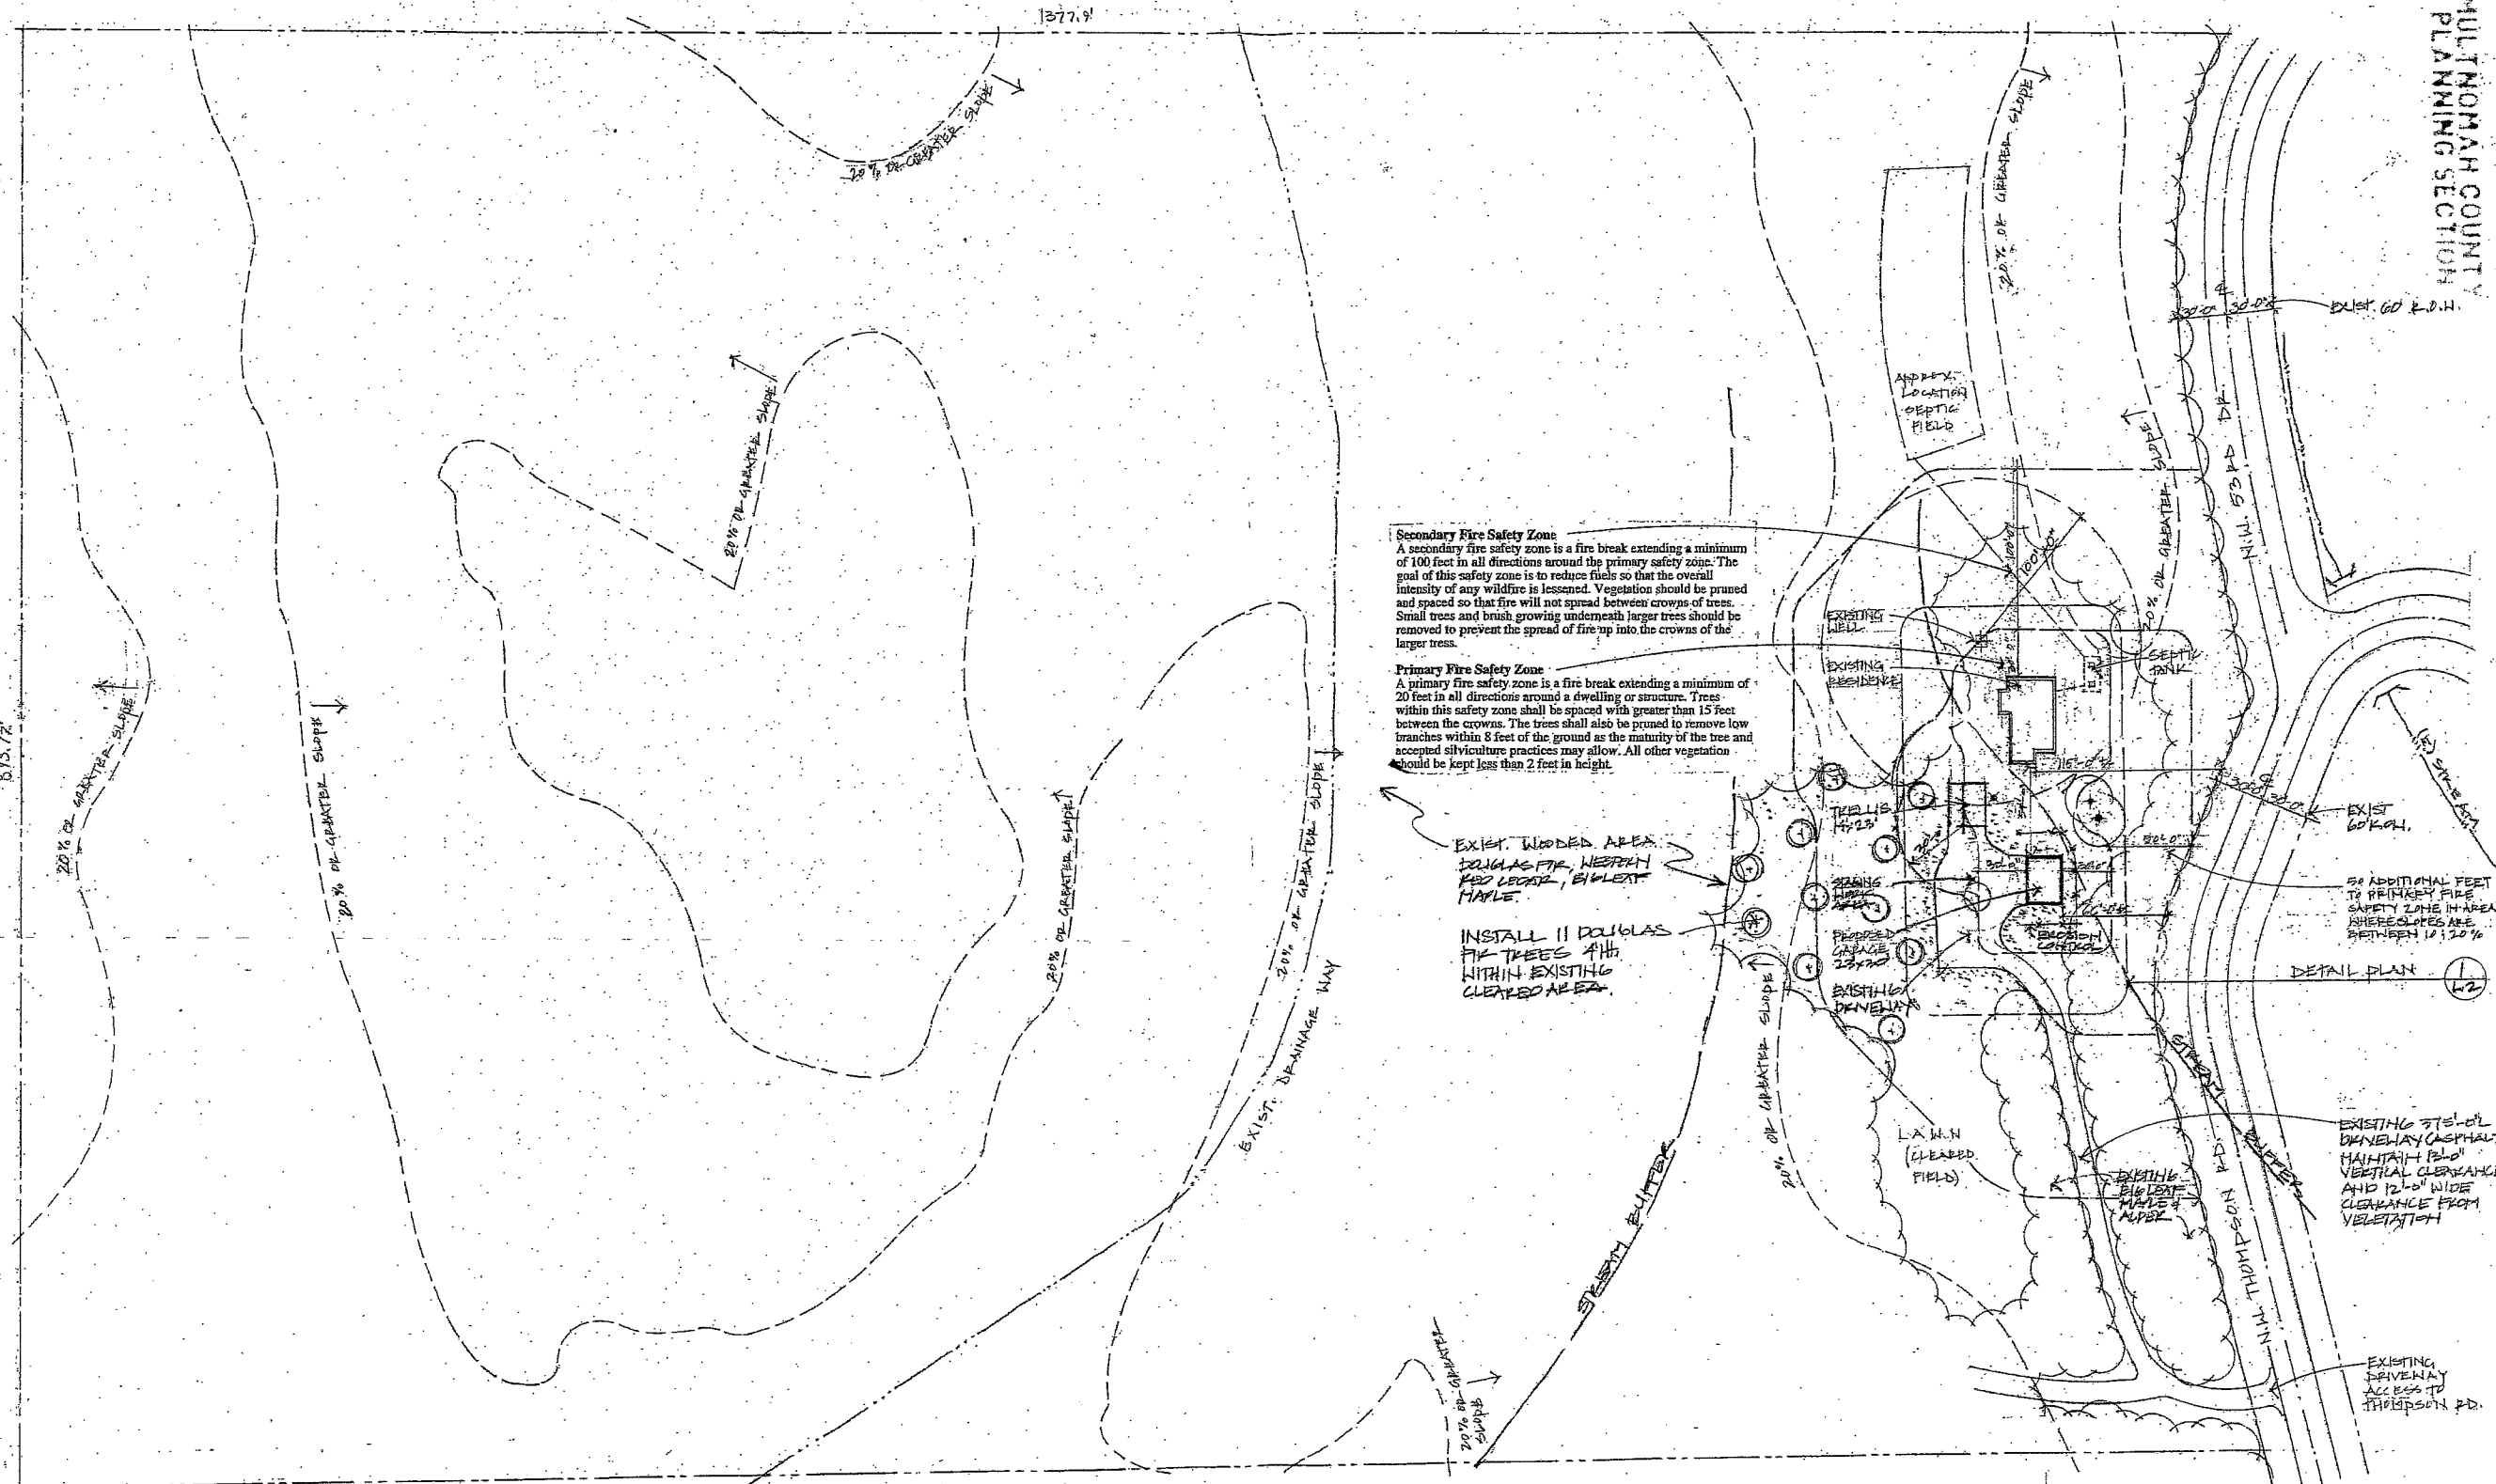 1377.9'
MULTNOMAH COUNTY
PLANNING SECTION
20% OR GREATER SLOPE
20% OR GREATER SLOPE
EXIST. 60' R.O.W.
30'-0" 30'-0"
APPROX.
LOCATION
SEPTIC
FIELD
20% OR GREATER SLOPE
20% OR GREATER SLOPE
N.W. 53RD DR.
Secondary Fire Safety Zone
A secondary fire safety zone is a fire break extending a minimum
of 100 feet in all directions around the primary safety zone. The
goal of this safety zone is to reduce fuels so that the overall
intensity of any wildfire is lessened. Vegetation should be pruned
and spaced so that fire will not spread between crowns of trees.
Small trees and brush growing underneath larger trees should be
removed to prevent the spread of fire up into the crowns of the
larger tress.
Primary Fire Safety Zone
A primary fire safety zone is a fire break extending a minimum of
20 feet in all directions around a dwelling or structure. Trees
within this safety zone shall be spaced with greater than 15 feet
between the crowns. The trees shall also be pruned to remove low
branches within 8 feet of the ground as the maturity of the tree and
accepted silviculture practices may allow. All other vegetation
should be kept less than 2 feet in height.
100'-0"
100'-0"
EXISTING
WELL
EXISTING
RESIDENCE
SEPTIC
TANK
20% OR GREATER SLOPE
20% OR GREATER SLOPE
20% OR GREATER SLOPE
20% OR GREATER SLOPE
EXIST. DRAINAGE WAY
EXIST. WOODED AREA
DOUGLAS FIR, WESTERN
RED CEDAR, BIGLEAF
MAPLE.
INSTALL 11 DOUGLAS
FIR TREES 4'H.
WITHIN EXISTING
CLEARED AREA.
TRELLIS
14x23'
PROPOSED
GARAGE
EXISTING
DRIVEWAY
EROSION
CONTROL
30'-0" 30'-0"
EXIST
60' R.O.W.
50 ADDITIONAL FEET
TO PRIMARY FIRE
SAFETY ZONE IN AREA
WHERE SLOPES ARE
BETWEEN 10 & 20%
DETAIL PLAN
1
L2
20% OR GREATER SLOPE
STREAM BUFFER
STREAM BUFFER
LAWN
(CLEARED
FIELD)
EXISTING
BIGLEAF
MAPLE &
ALDER
N.W. THOMPSON RD.
EXISTING 375'-0"±
DRIVEWAY (ASPHALT
MAINTAIN 13'-0"
VERTICAL CLEARANCE
AND 12'-0" WIDE
CLEARANCE FROM
VEGETATION
EXISTING
DRIVEWAY
ACCESS TO
THOMPSON RD.
20% OR GREATER
SLOPE